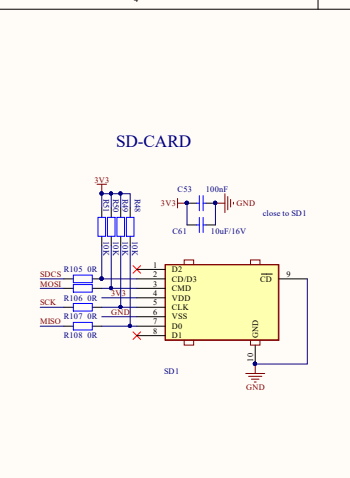 SD-CARD
3V3
R51
R50
R49
R48
10K
10K
10K
10K
C53 100nF
3V3 GND
C61 10uF/16V
close to SD1
SDCS R105 0R
MOSI
R106 0R
SCK
R107 0R
MISO
R108 0R
3V3
GND
1 D2
2 CD/D3
3 CMD
4 VDD
5 CLK
6 VSS
7 D0
8 D1
CD 9
GND
10
SD1
GND